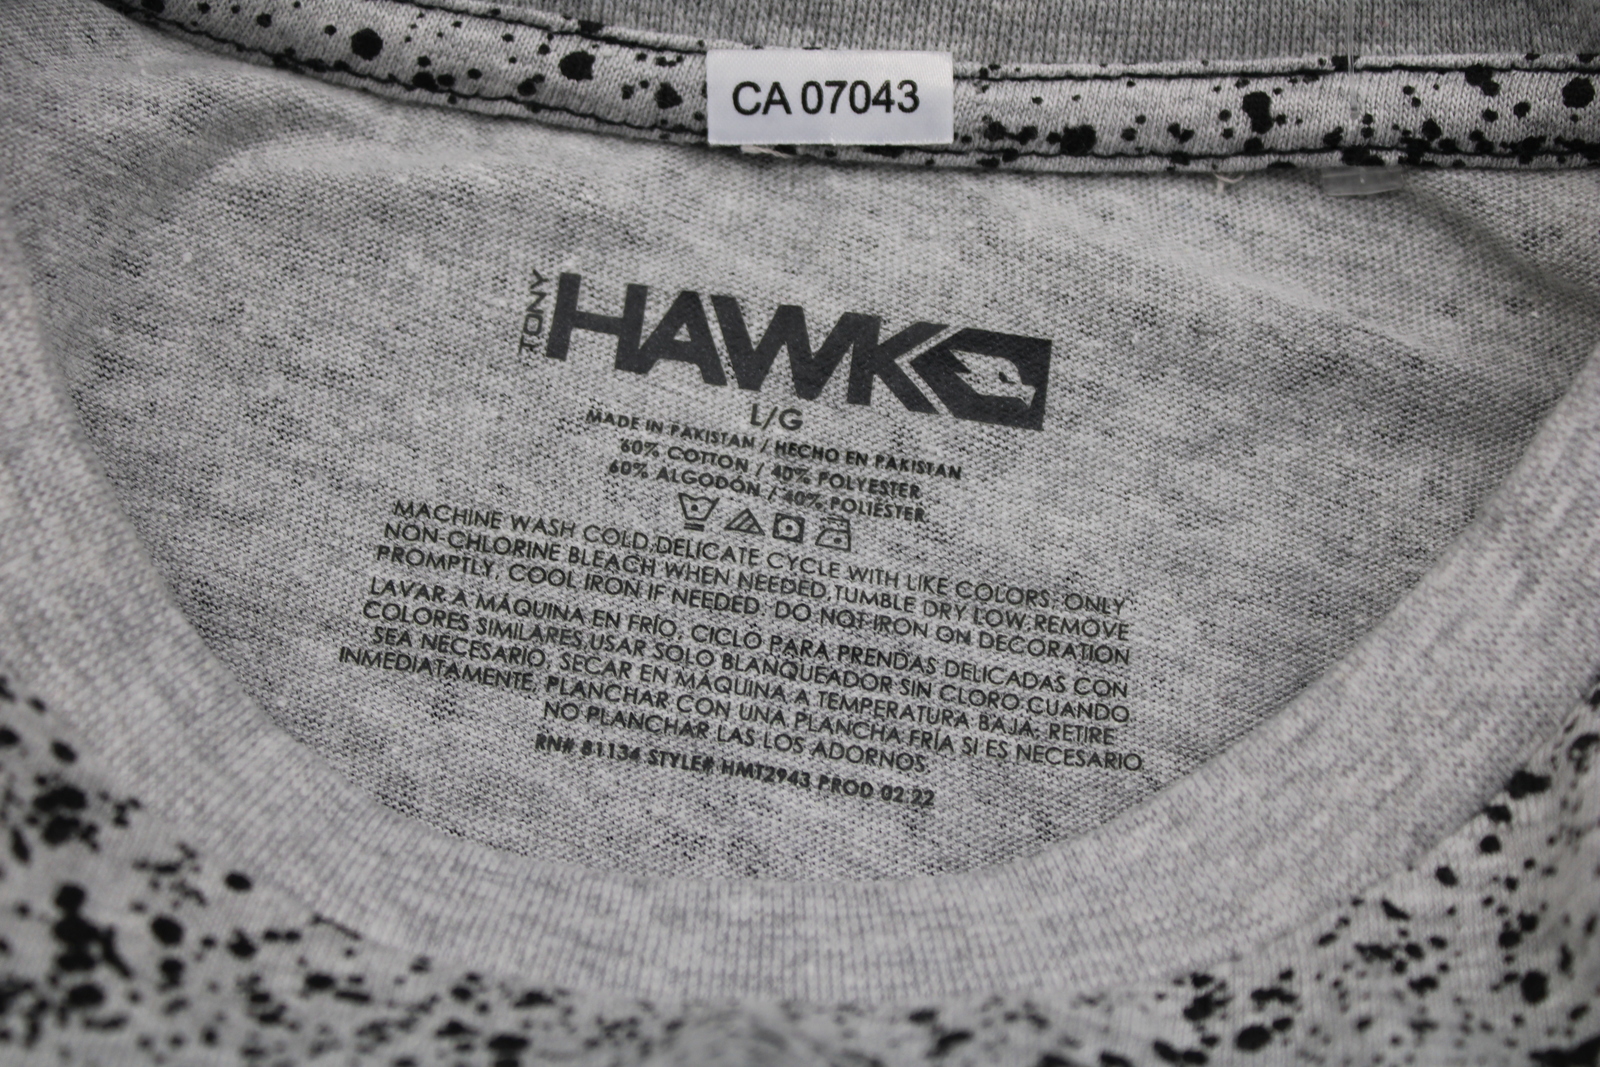 CA 07043
TONY HAWK
L/G
MADE IN PAKISTAN / HECHO EN PAKISTAN
60% COTTON / 40% POLYESTER
60% ALGODÓN / 40% POLIÉSTER
MACHINE WASH COLD, DELICATE CYCLE WITH LIKE COLORS. ONLY
NON-CHLORINE BLEACH WHEN NEEDED, TUMBLE DRY LOW, REMOVE
PROMPTLY, COOL IRON IF NEEDED. DO NOT IRON ON DECORATION
LAVAR A MÁQUINA EN FRÍO, CICLO PARA PRENDAS DELICADAS CON
COLORES SIMILARES, USAR SOLO BLANQUEADOR SIN CLORO CUANDO
SEA NECESARIO, SECAR EN MÁQUINA A TEMPERATURA BAJA, RETIRE
INMEDIATAMENTE, PLANCHAR CON UNA PLANCHA FRÍA SI ES NECESARIO
NO PLANCHAR LAS LOS ADORNOS.
RN# 81134 STYLE# HMT2943 PROD 02.22